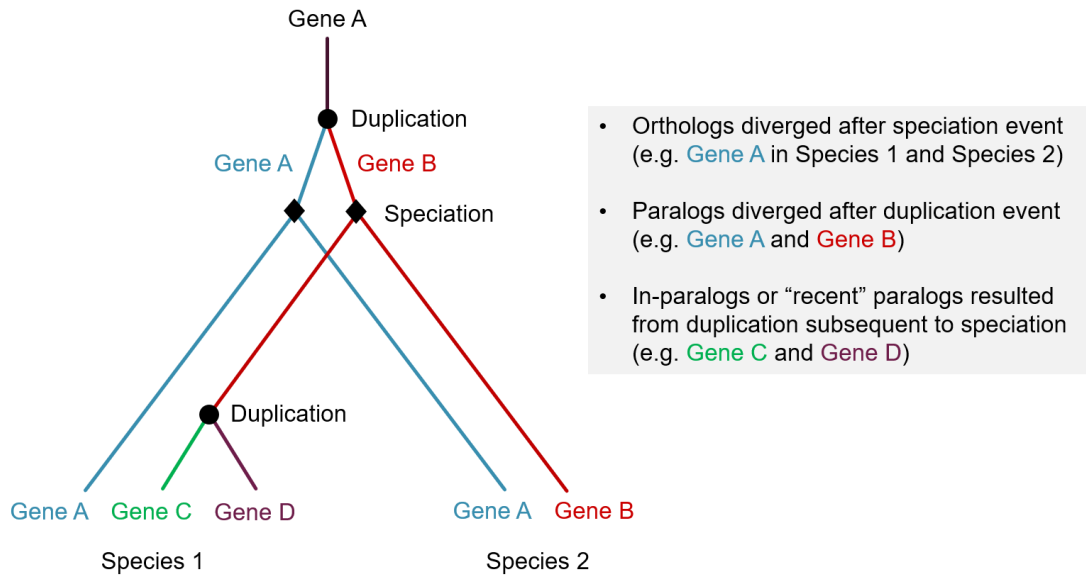 Gene A
Duplication
Gene A
Gene B
Speciation
Duplication
Gene A
Gene C
Gene D
Gene A
Gene B
Species 1
Species 2
• Orthologs diverged after speciation event
(e.g. Gene A in Species 1 and Species 2)
• Paralogs diverged after duplication event
(e.g. Gene A and Gene B)
• In-paralogs or “recent” paralogs resulted
from duplication subsequent to speciation
(e.g. Gene C and Gene D)